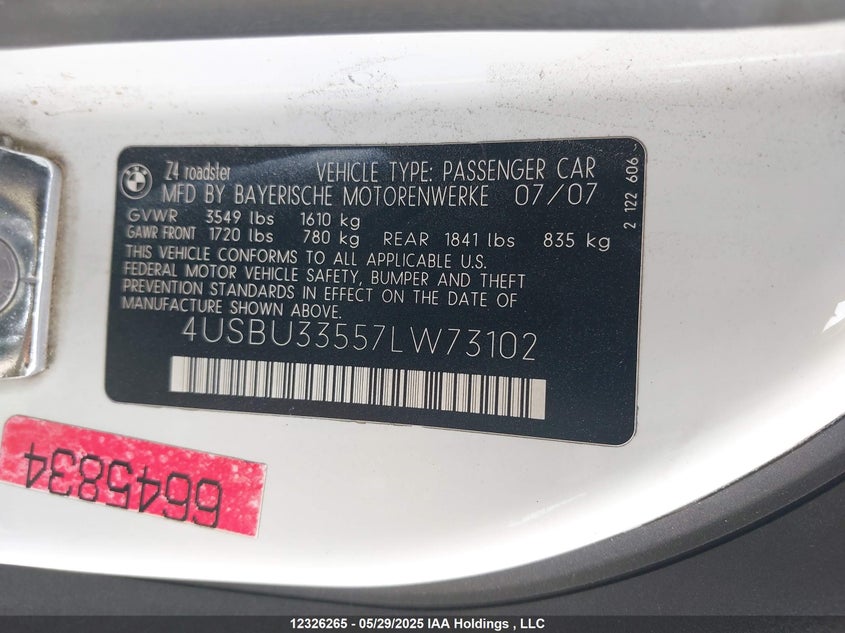 BMW
Z4 roadster VEHICLE TYPE: PASSENGER CAR
MFD BY BAYERISCHE MOTORENWERKE 07/07
GVWR 3549 lbs 1610 kg
GAWR FRONT 1720 lbs 780 kg REAR 1841 lbs 835 kg
THIS VEHICLE CONFORMS TO ALL APPLICABLE U.S.
FEDERAL MOTOR VEHICLE SAFETY, BUMPER AND THEFT
PREVENTION STANDARDS IN EFFECT ON THE DATE OF
MANUFACTURE SHOWN ABOVE.
4USBU33557LW73102
2 122 606
66458834
12326265 - 05/29/2025 IAA Holdings , LLC